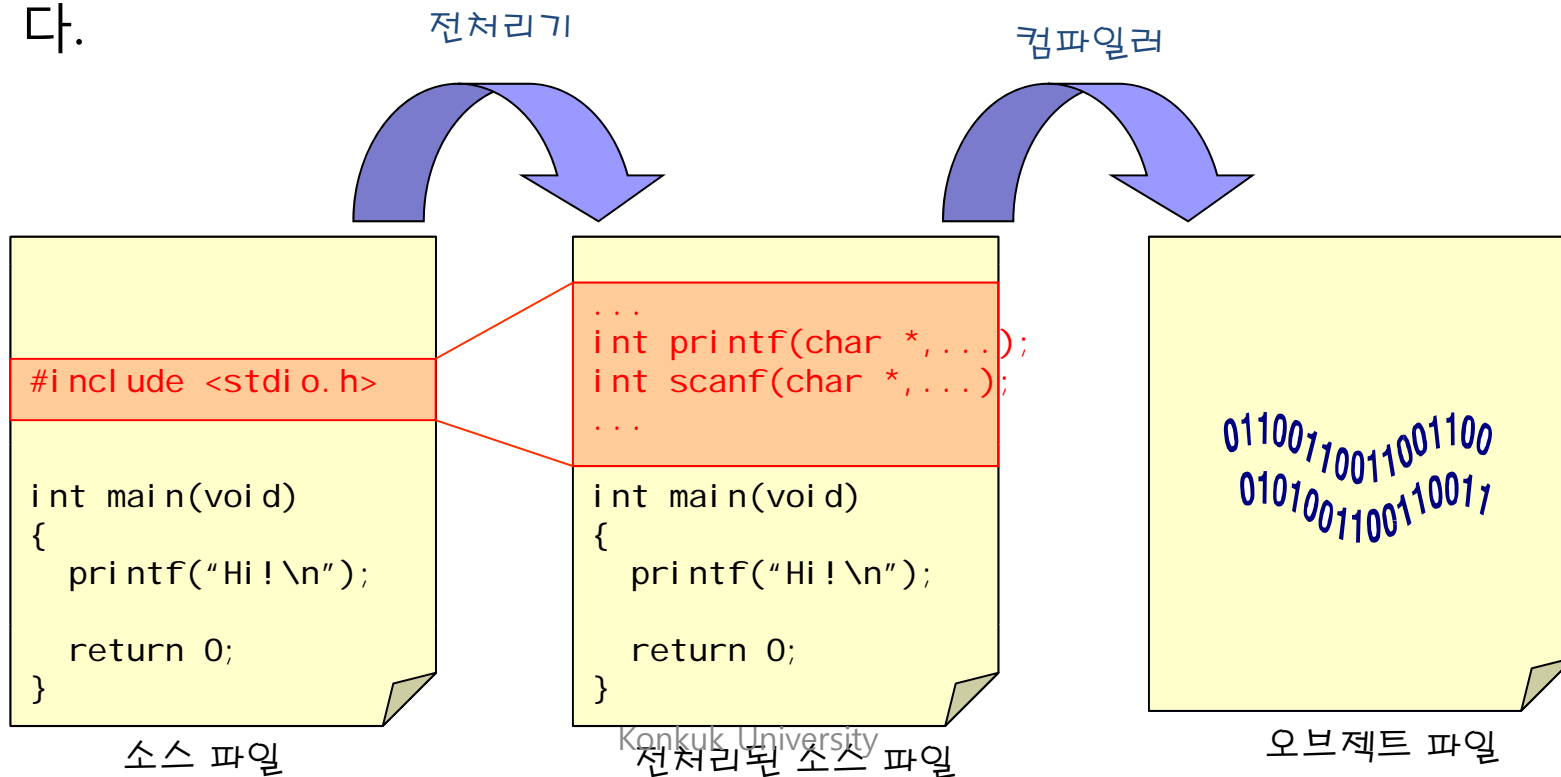 다.
전처리기
컴파일러
#include <stdio.h>
int main(void)
{
printf("Hi!\n");
return 0;
}
소스 파일
...
int printf(char *,...);
int scanf(char *,...);
...
int main(void)
{
printf("Hi!\n");
return 0;
}
Konkuk University
전처리된 소스 파일
011001100110011001100
010100110011001100110011
오브젝트 파일